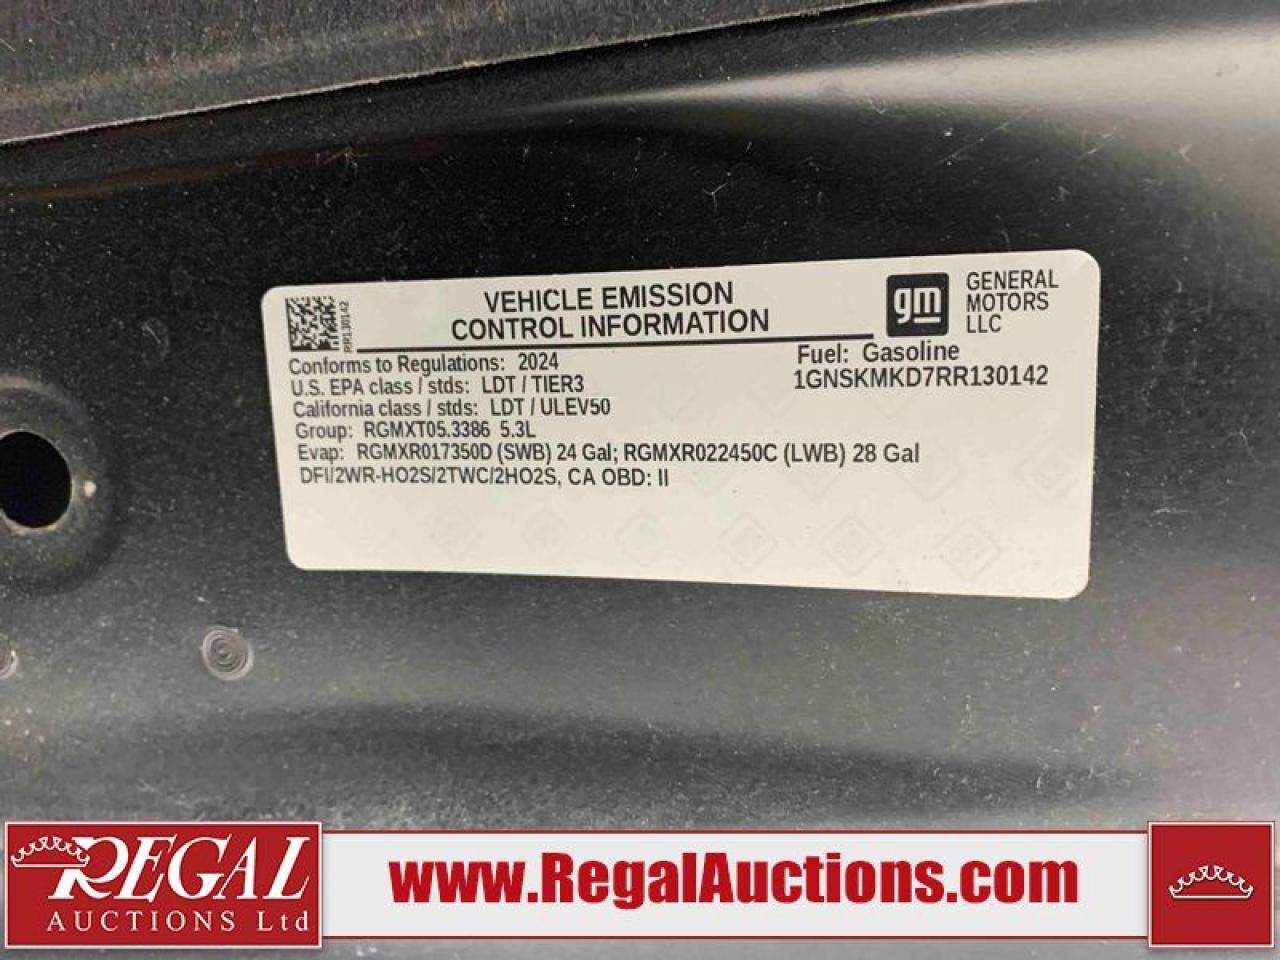 VEHICLE EMISSION
CONTROL INFORMATION
RR130142
gm
GENERAL
MOTORS
LLC
Conforms to Regulations: 2024
U.S. EPA class / stds: LDT / TIER3
California class / stds: LDT / ULEV50
Group: RGMXT05.3386 5.3L
Fuel: Gasoline
1GNSKMKD7RR130142
Evap: RGMXR017350D (SWB) 24 Gal; RGMXR022450C (LWB) 28 Gal
DFI/2WR-HO2S/2TWC/2HO2S, CA OBD: II
REGAL
AUCTIONS Ltd
www.RegalAuctions.com